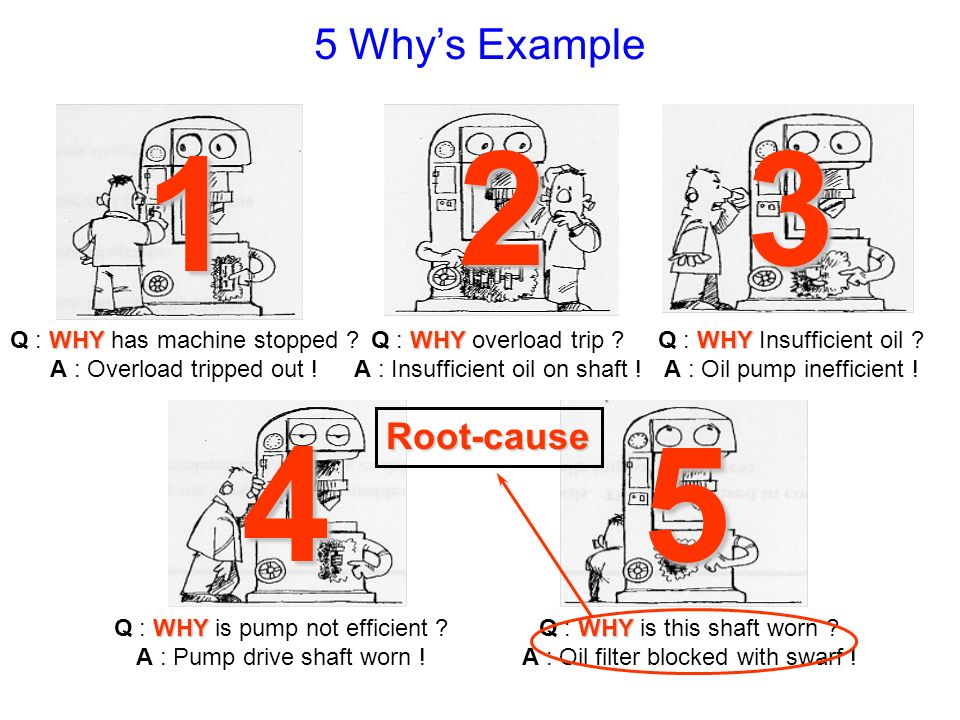 5 Why’s Example
1
2
3
Q : WHY has machine stopped ?
A : Overload tripped out !
Q : WHY overload trip ?
A : Insufficient oil on shaft !
Q : WHY Insufficient oil ?
A : Oil pump inefficient !
4
Root-cause
5
Q : WHY is pump not efficient ?
A : Pump drive shaft worn !
Q : WHY is this shaft worn ?
A : Oil filter blocked with swarf !